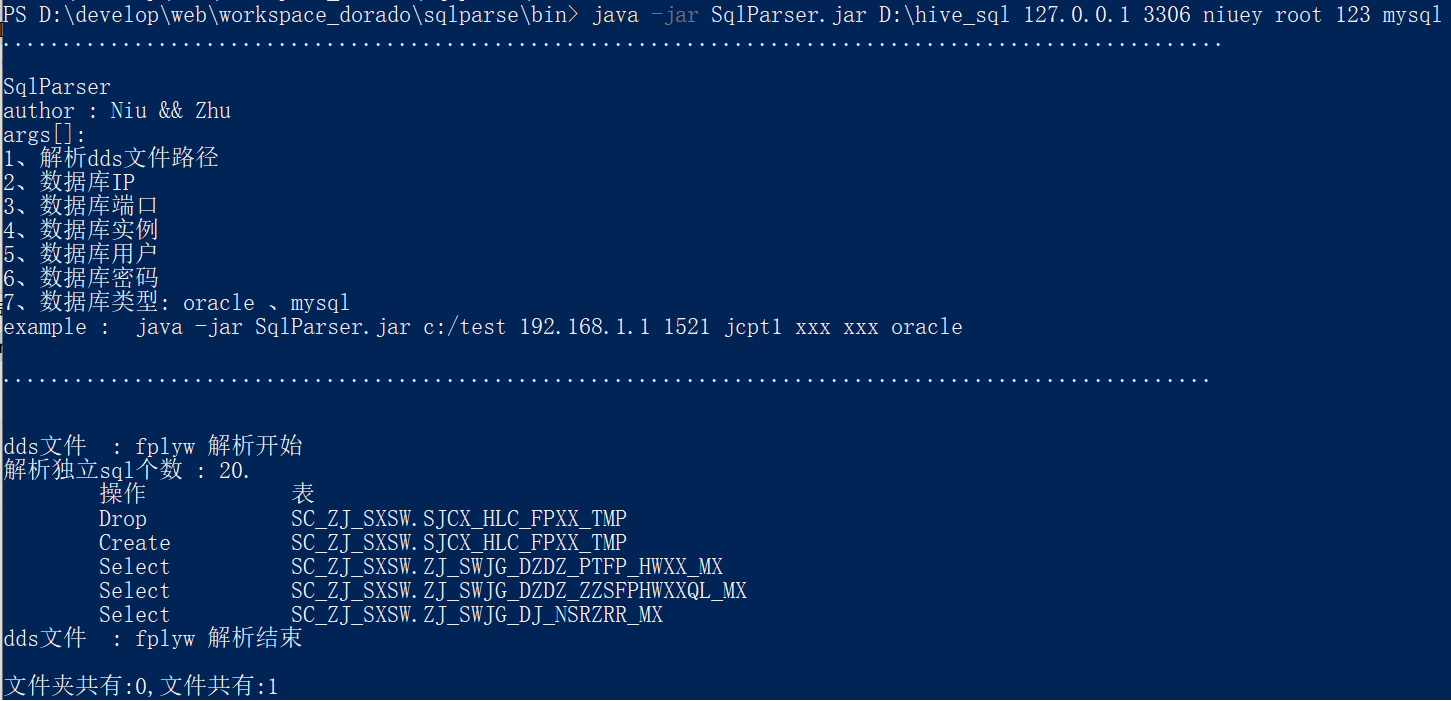 PS D:\develop\web\workspace_dorado\sqlparse\bin> java -jar SqlParser.jar D:\hive_sql 127.0.0.1 3306 niuey root 123 mysql
......................................................................................................
SqlParser
author : Niu && Zhu
args[]:
1、解析dds文件路径
2、数据库IP
3、数据库端口
4、数据库实例
5、数据库用户
6、数据库密码
7、数据库类型: oracle 、mysql
example :  java -jar SqlParser.jar c:/test 192.168.1.1 1521 jcpt1 xxx xxx oracle
.....................................................................................................
dds文件  : fplyw 解析开始
解析独立sql个数 : 20.
操作 表
Drop SC_ZJ_SXSW.SJCX_HLC_FPXX_TMP
Create SC_ZJ_SXSW.SJCX_HLC_FPXX_TMP
Select SC_ZJ_SXSW.ZJ_SWJG_DZDZ_PTFP_HWXX_MX
Select SC_ZJ_SXSW.ZJ_SWJG_DZDZ_ZZSFPHWXXQL_MX
Select SC_ZJ_SXSW.ZJ_SWJG_DJ_NSRZRR_MX
dds文件  : fplyw 解析结束
文件夹共有:0,文件共有:1